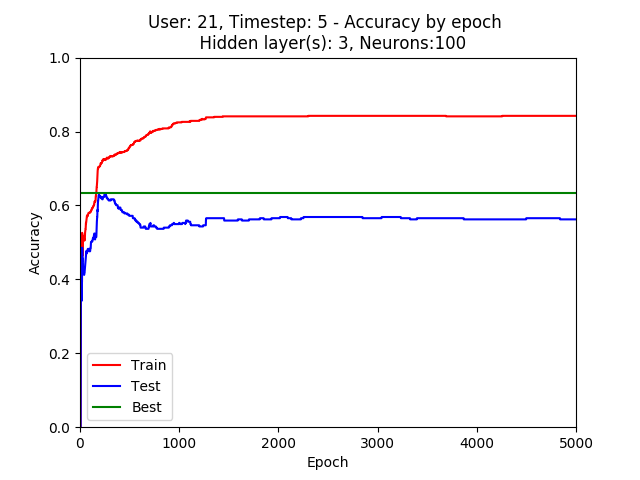 User: 21, Timestep: 5 - Accuracy by epoch
Hidden layer(s): 3, Neurons:100
1.0
0.8
0.6
0.4
0.2
0.0
Accuracy
Train
Test
Best
0 1000 2000 3000 4000 5000
Epoch